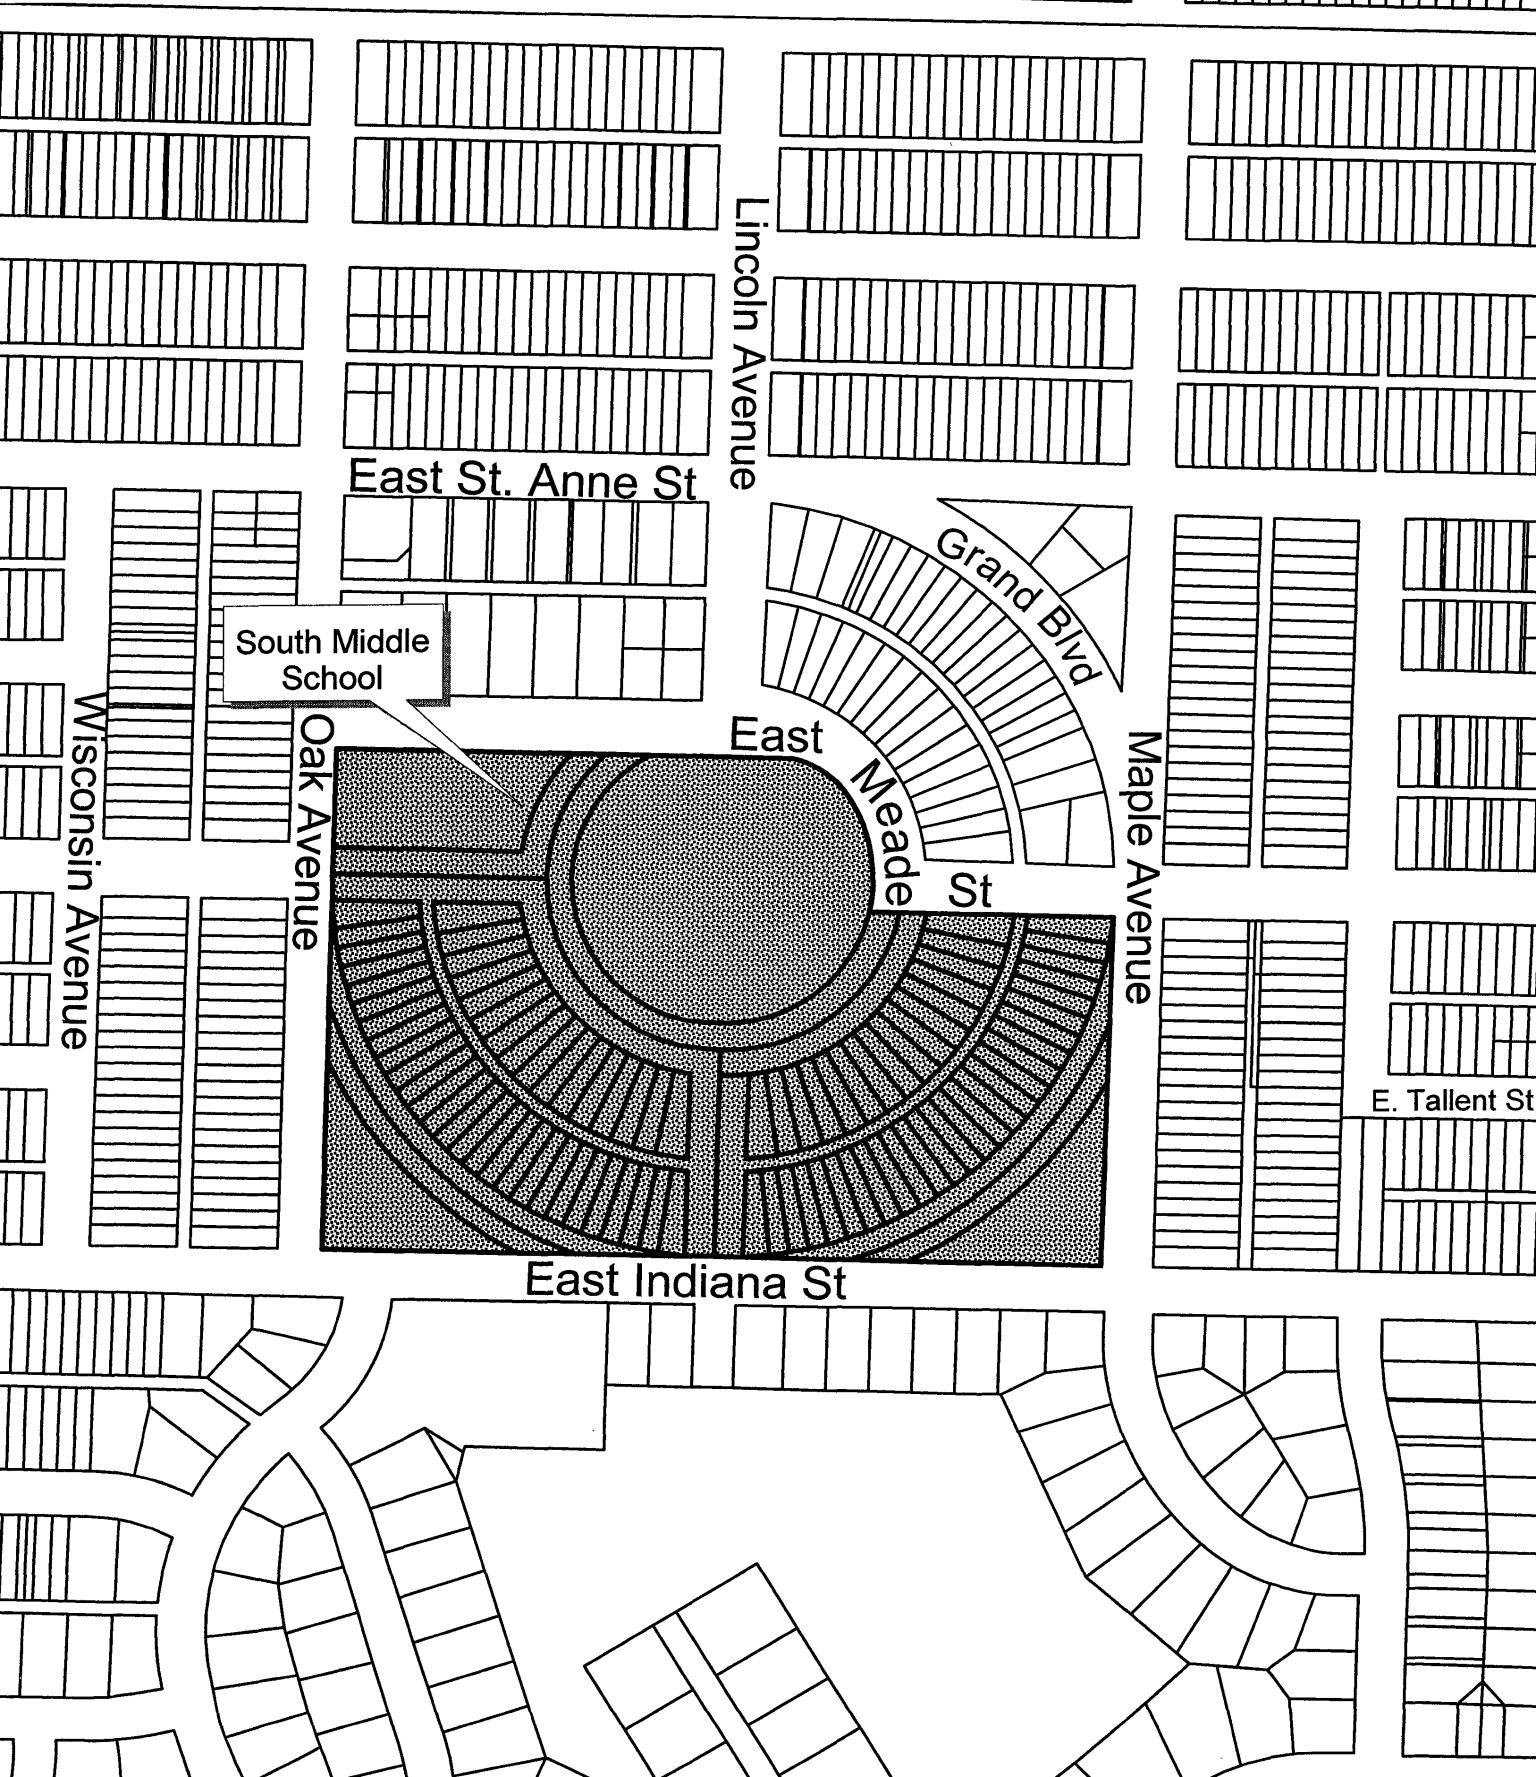 Lincoln Avenue
East St. Anne St
Grand Blvd
South Middle
School
Wisconsin Avenue
Oak Avenue
East
Meade
St
Maple Avenue
E. Tallent St
East Indiana St